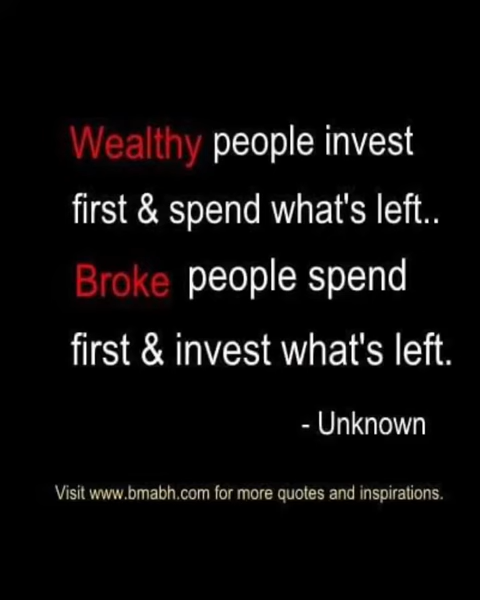 Wealthy people invest
first & spend what's left..
Broke people spend
first & invest what's left.
- Unknown
Visit www.bmabh.com for more quotes and inspirations.